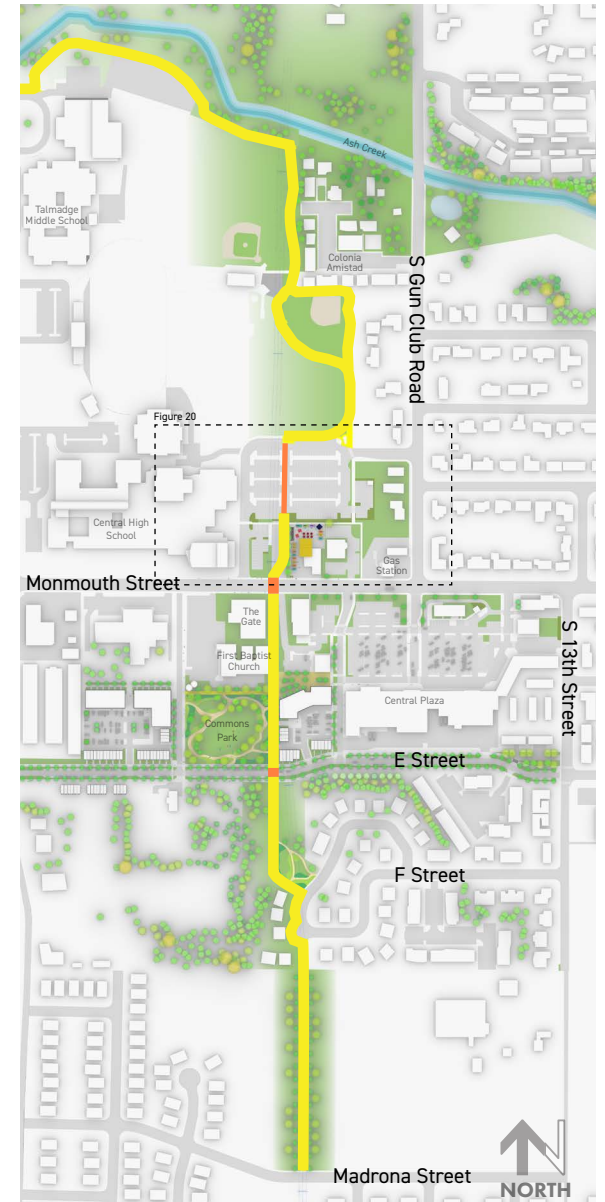 Ash Creek
Talmadge
Middle School
Colonia
Amistad
S Gun Club Road
Figure 20
Central High
School
Gas
Station
Monmouth Street
The
Gate
First Baptist
Church
S 13th Street
Central Plaza
Commons
Park
E Street
F Street
Madrona Street
NORTH